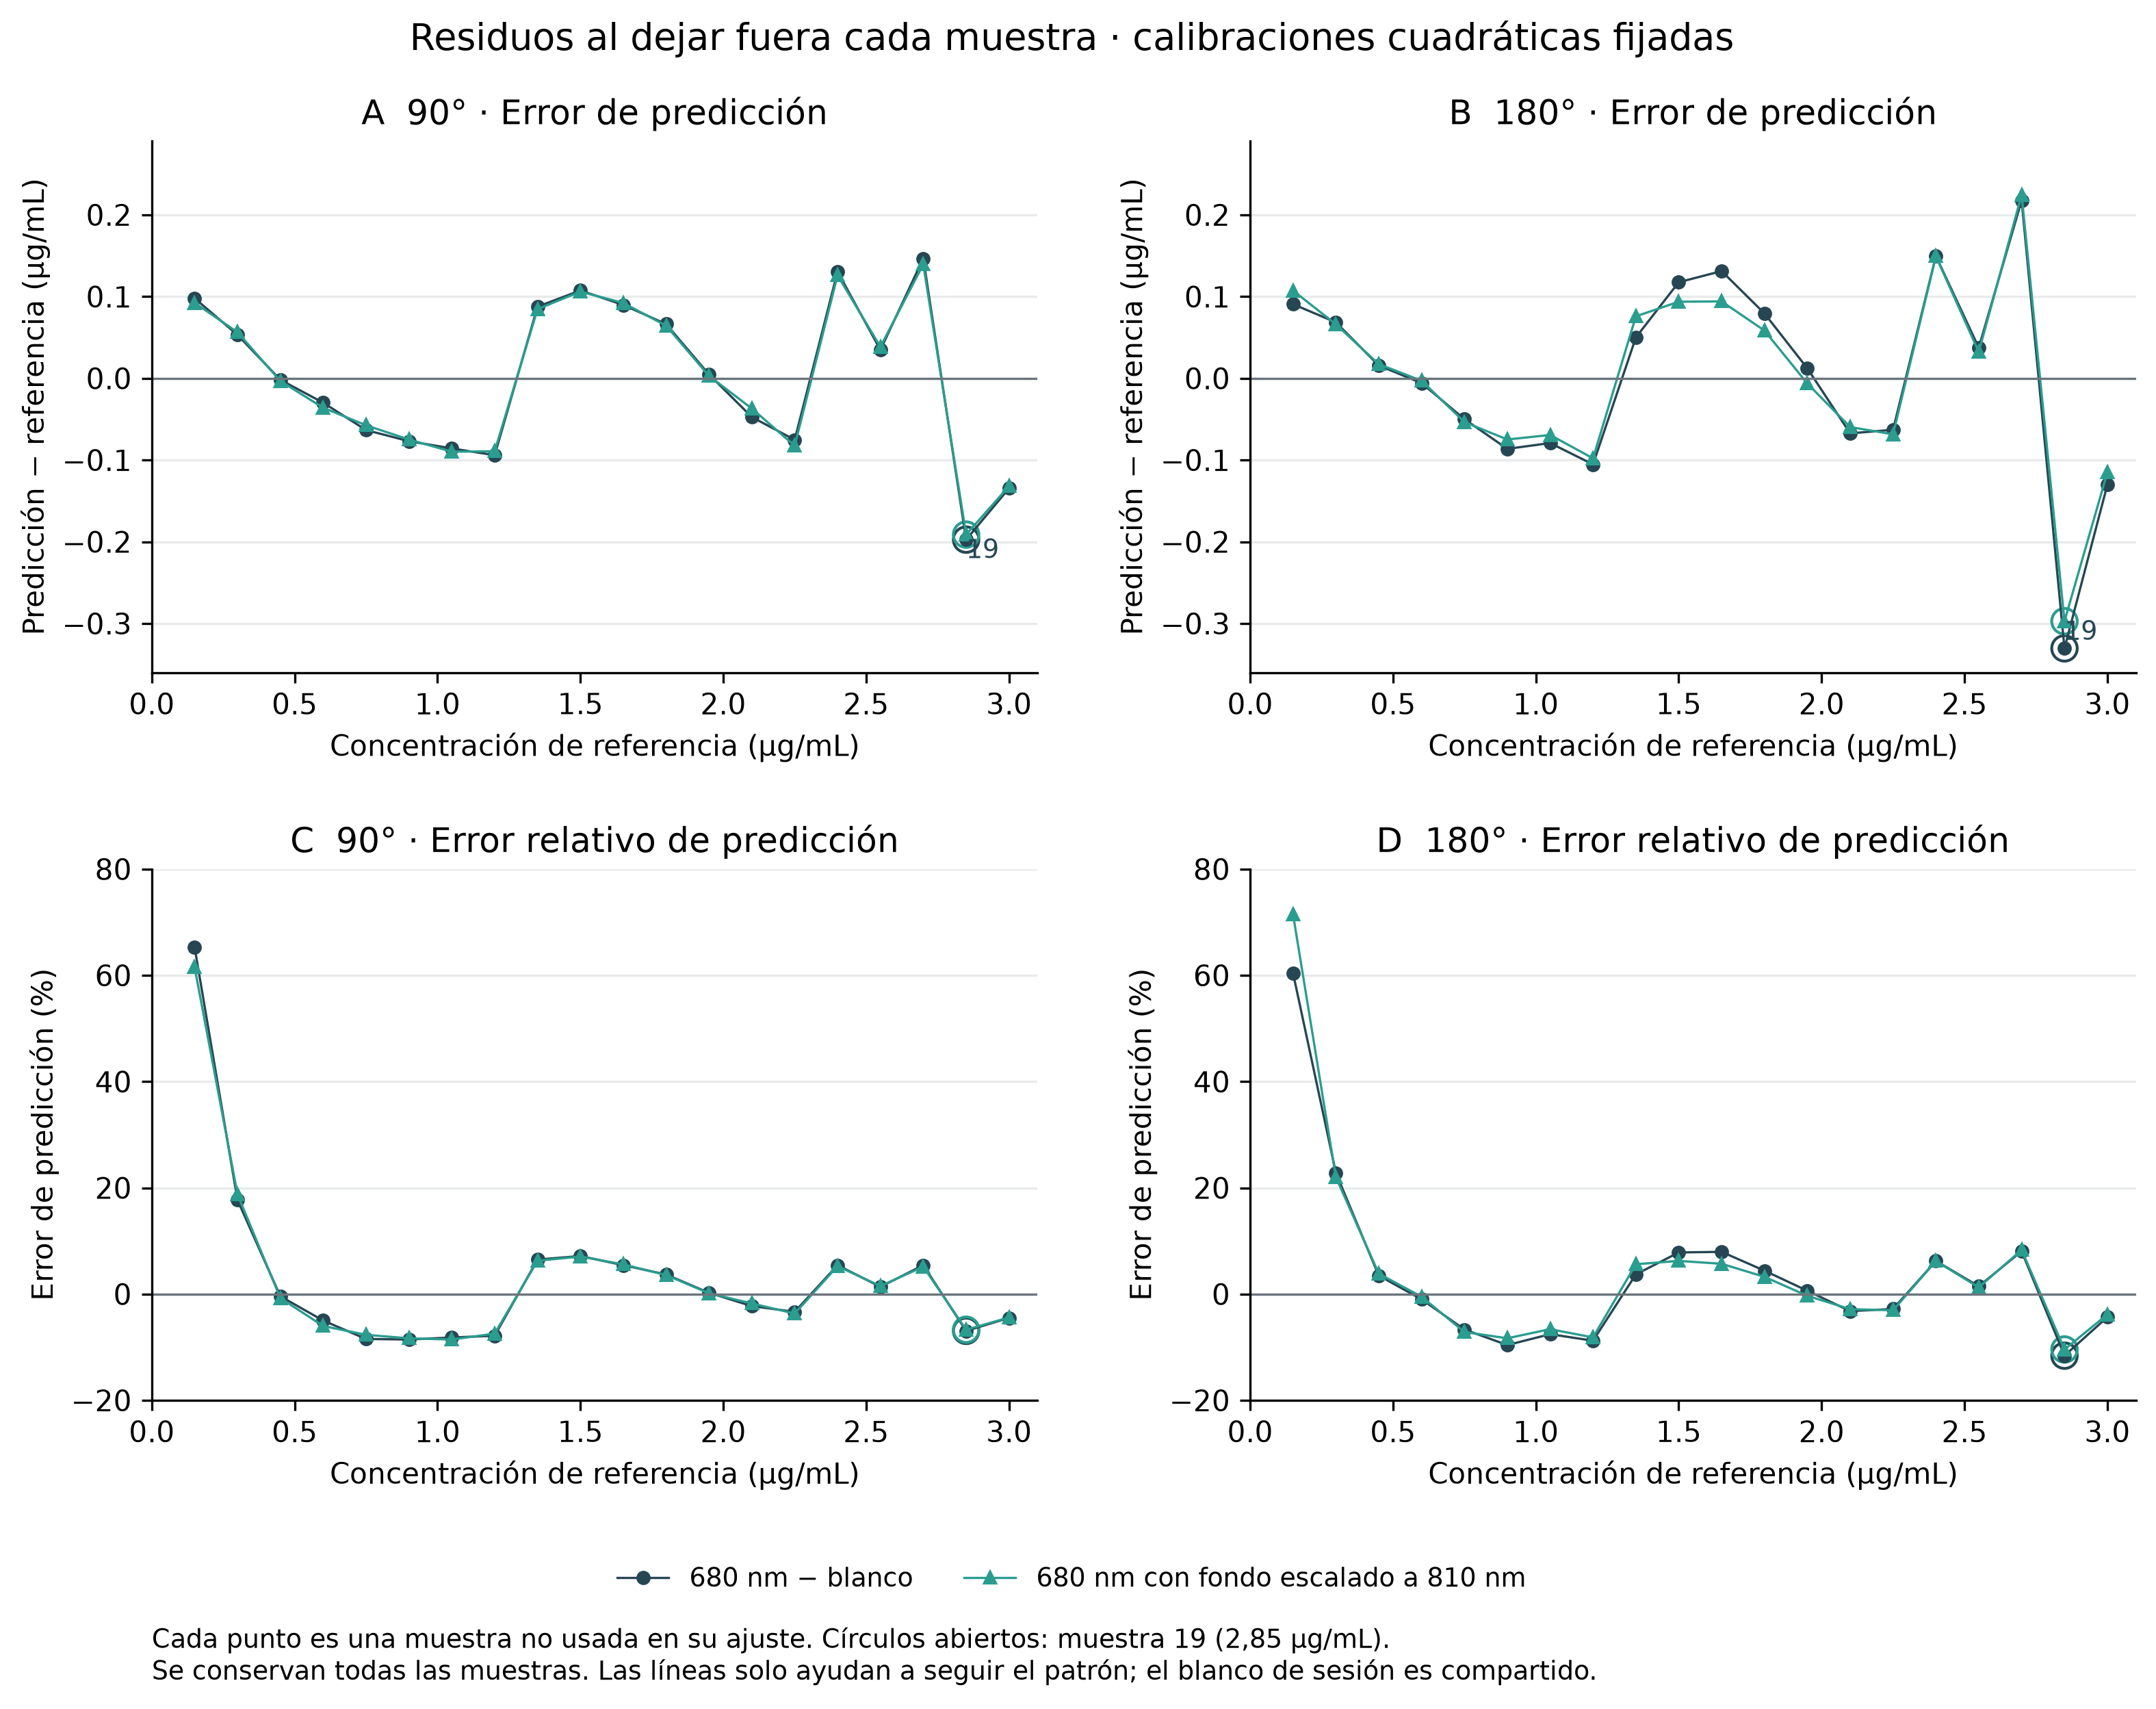 Residuos al dejar fuera cada muestra · calibraciones cuadráticas fijadas
A 90° · Error de predicción
Predicción − referencia (µg/mL)
0.2
0.1
0.0
−0.1
−0.2
−0.3
19
0.0 0.5 1.0 1.5 2.0 2.5 3.0
Concentración de referencia (µg/mL)
B 180° · Error de predicción
Predicción − referencia (µg/mL)
0.2
0.1
0.0
−0.1
−0.2
−0.3
19
0.0 0.5 1.0 1.5 2.0 2.5 3.0
Concentración de referencia (µg/mL)
C 90° · Error relativo de predicción
Error de predicción (%)
80
60
40
20
0
−20
0.0 0.5 1.0 1.5 2.0 2.5 3.0
Concentración de referencia (µg/mL)
D 180° · Error relativo de predicción
Error de predicción (%)
80
60
40
20
0
−20
0.0 0.5 1.0 1.5 2.0 2.5 3.0
Concentración de referencia (µg/mL)
680 nm − blanco
680 nm con fondo escalado a 810 nm
Cada punto es una muestra no usada en su ajuste. Círculos abiertos: muestra 19 (2,85 µg/mL).
Se conservan todas las muestras. Las líneas solo ayudan a seguir el patrón; el blanco de sesión es compartido.